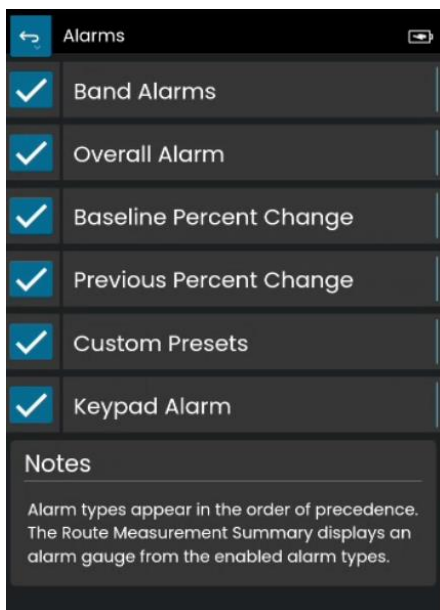 Alarms
Band Alarms
Overall Alarm
Baseline Percent Change
Previous Percent Change
Custom Presets
Keypad Alarm
Notes
Alarm types appear in the order of precedence.
The Route Measurement Summary displays an
alarm gauge from the enabled alarm types.